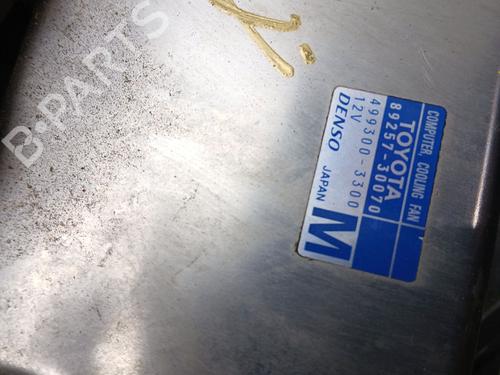 COMPUTER, COOLING FAN
TOYOTA
89257-30070
499300-3300
12V
DENSO JAPAN
M
B-PARTS